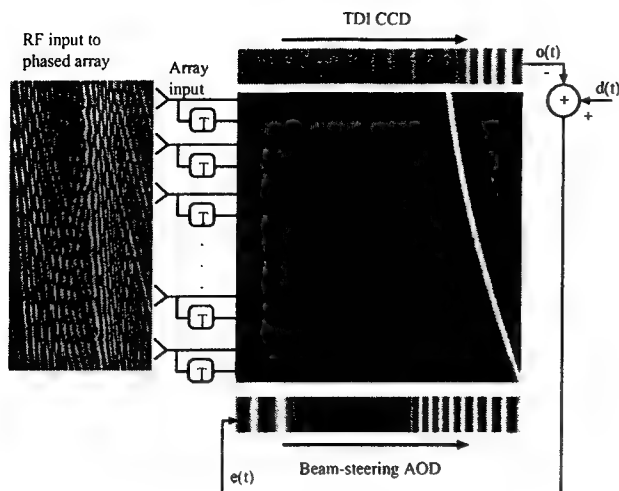 TDI CCD
RF input to
phased array
Array
input
o(t)
-
d(t)
+
+
T
T
T
T
T
e(t)
Beam-steering AOD